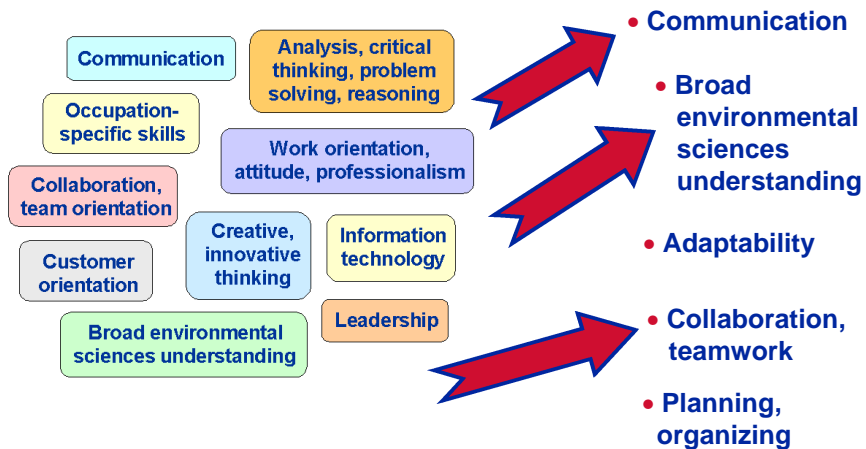 Communication
Analysis, critical
thinking, problem
solving, reasoning
Occupation-
specific skills
Work orientation,
attitude, professionalism
Collaboration,
team orientation
Creative,
innovative
thinking
Information
technology
Customer
orientation
Leadership
Broad environmental
sciences understanding
• Communication
• Broad
environmental
sciences
understanding
• Adaptability
• Collaboration,
teamwork
• Planning,
organizing